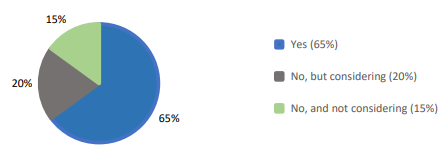 15%
20%
65%
Yes (65%)
No, but considering (20%)
No, and not considering (15%)